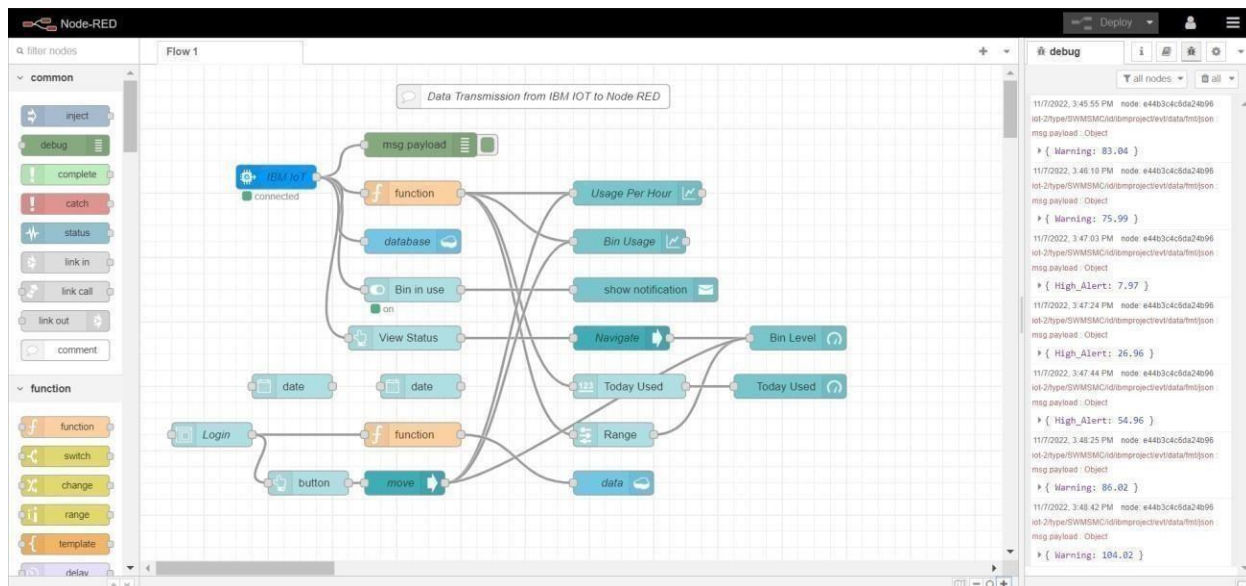 Node-RED
Deploy
filter nodes
Flow 1
debug
i
all nodes
all
common
inject
debug
complete
catch
status
link in
link call
link out
comment
function
function
switch
change
range
template
delay
Data Transmission from IBM IOT to Node RED
msg.payload
IBM IoT
connected
function
Usage Per Hour
database
Bin Usage
Bin in use
on
show notification
View Status
Navigate
Bin Level
date
date
123
Today Used
Today Used
Login
function
Range
button
move
data
11/7/2022, 3:45:55 PM node: e44b3c4c6da24b96
iot-2/type/SWMSMC/id/ibmproject/evt/data/fmt/json :
msg.payload : Object
{ Warning: 83.04 }
11/7/2022, 3:46:10 PM node: e44b3c4c6da24b96
iot-2/type/SWMSMC/id/ibmproject/evt/data/fmt/json :
msg.payload : Object
{ Warning: 75.99 }
11/7/2022, 3:47:03 PM node: e44b3c4c6da24b96
iot-2/type/SWMSMC/id/ibmproject/evt/data/fmt/json :
msg.payload : Object
{ High_Alert: 7.97 }
11/7/2022, 3:47:24 PM node: e44b3c4c6da24b96
iot-2/type/SWMSMC/id/ibmproject/evt/data/fmt/json :
msg.payload : Object
{ High_Alert: 26.96 }
11/7/2022, 3:47:44 PM node: e44b3c4c6da24b96
iot-2/type/SWMSMC/id/ibmproject/evt/data/fmt/json :
msg.payload : Object
{ High_Alert: 54.96 }
11/7/2022, 3:48:25 PM node: e44b3c4c6da24b96
iot-2/type/SWMSMC/id/ibmproject/evt/data/fmt/json :
msg.payload : Object
{ Warning: 86.02 }
11/7/2022, 3:48:42 PM node: e44b3c4c6da24b96
iot-2/type/SWMSMC/id/ibmproject/evt/data/fmt/json :
msg.payload : Object
{ Warning: 104.02 }